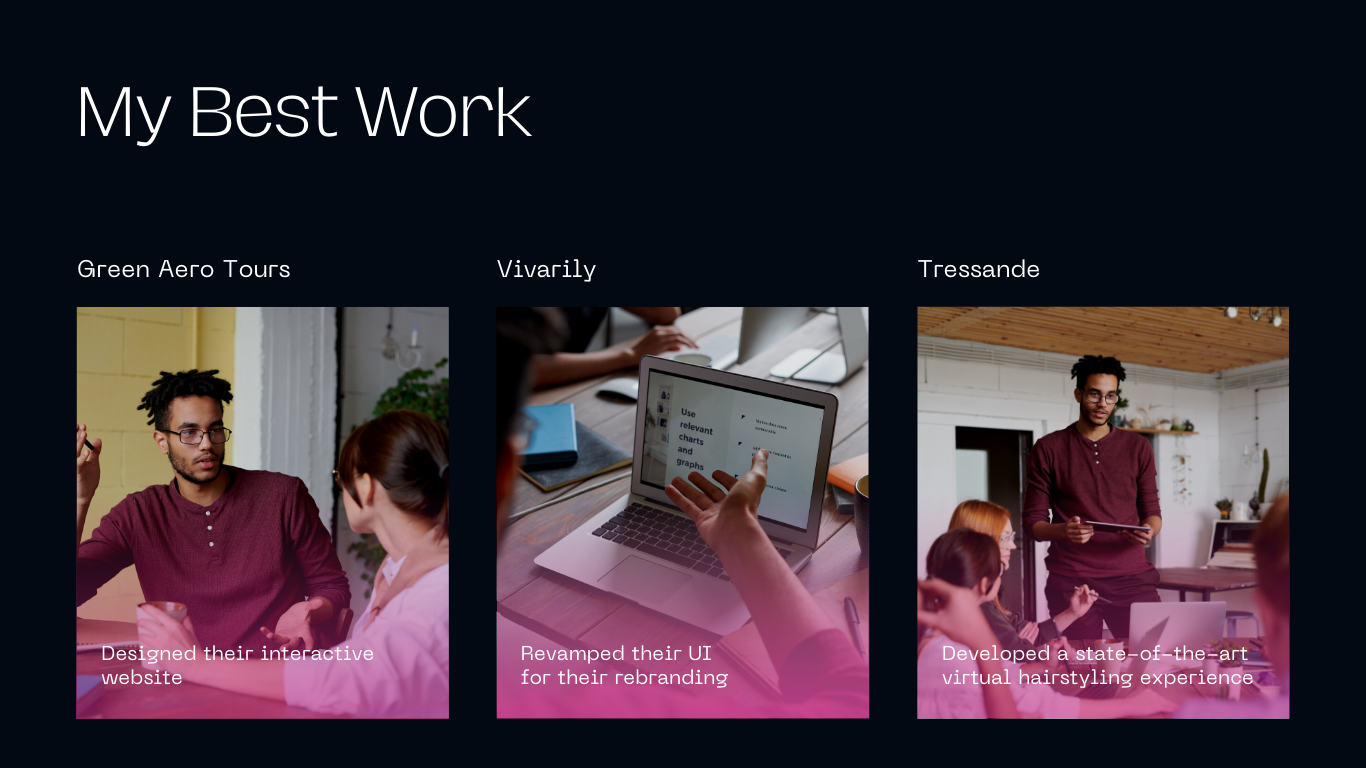 My Best Work
Green Aero Tours
Vivarily
Tressande
Use
relevant
charts
and
graphs
Designed their interactive
website
Revamped their UI
for their rebranding
Developed a state-of-the-art
virtual hairstyling experience